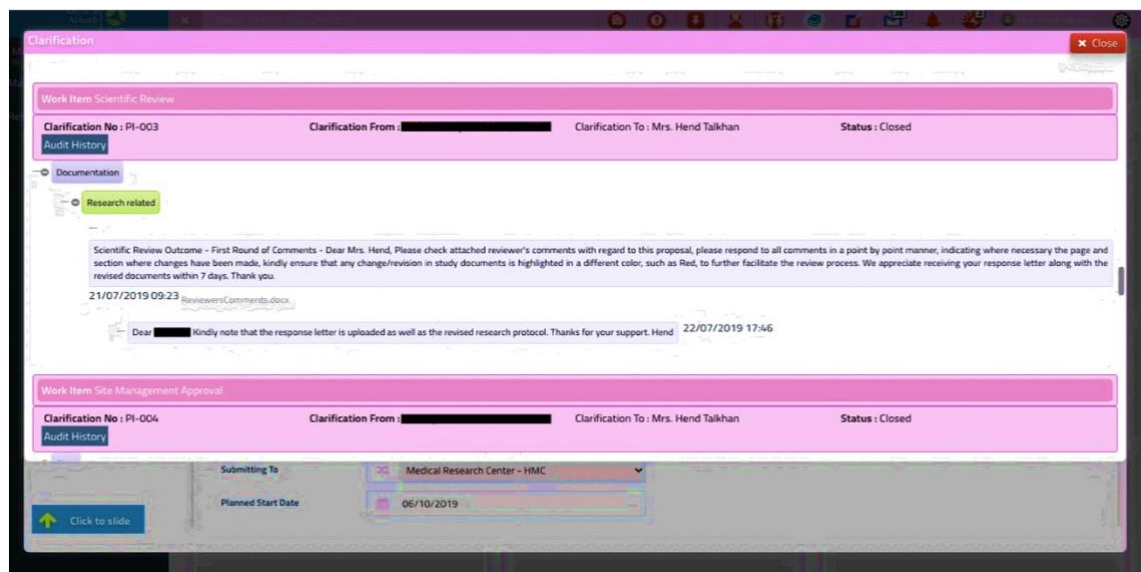 Clarification
Close
Work Item Scientific Review
Clarification No : PI-003 Clarification From : Clarification To : Mrs. Hend Talkhan Status : Closed
Audit History
Documentation
Research related
Scientific Review Outcome - First Round of Comments - Dear Mrs. Hend, Please check attached reviewer's comments with regard to this proposal, please respond to all comments in a point by point manner, indicating where necessary the page and
section where changes have been made, kindly ensure that any change/revision in study documents is highlighted in a different color, such as Red, to further facilitate the review process. We appreciate receiving your response letter along with the
revised documents within 7 days. Thank you.
21/07/2019 09:23 ReviewersComments.docx
Dear Kindly note that the response letter is uploaded as well as the revised research protocol. Thanks for your support. Hend 22/07/2019 17:46
Work Item Site Management Approval
Clarification No : PI-004 Clarification From : Clarification To : Mrs. Hend Talkhan Status : Closed
Audit History
Submitting To Medical Research Center - HMC
Planned Start Date 06/10/2019
Click to slide